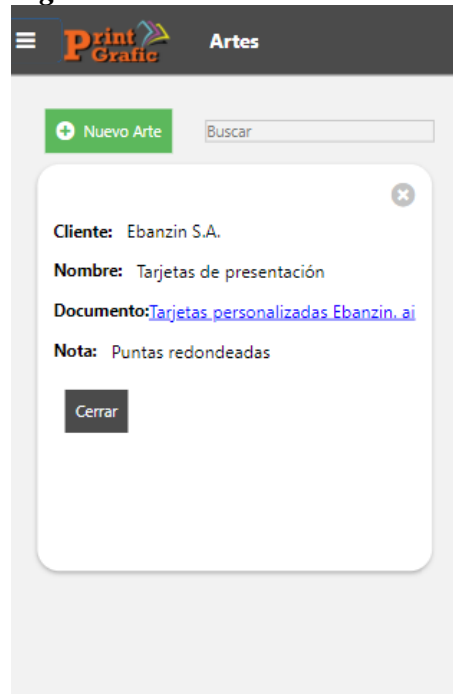 Print
Grafic
Artes
Nuevo Arte
Buscar
Cliente: Ebanzin S.A.
Nombre: Tarjetas de presentación
Documento:Tarjetas personalizadas Ebanzin. ai
Nota: Puntas redondeadas
Cerrar